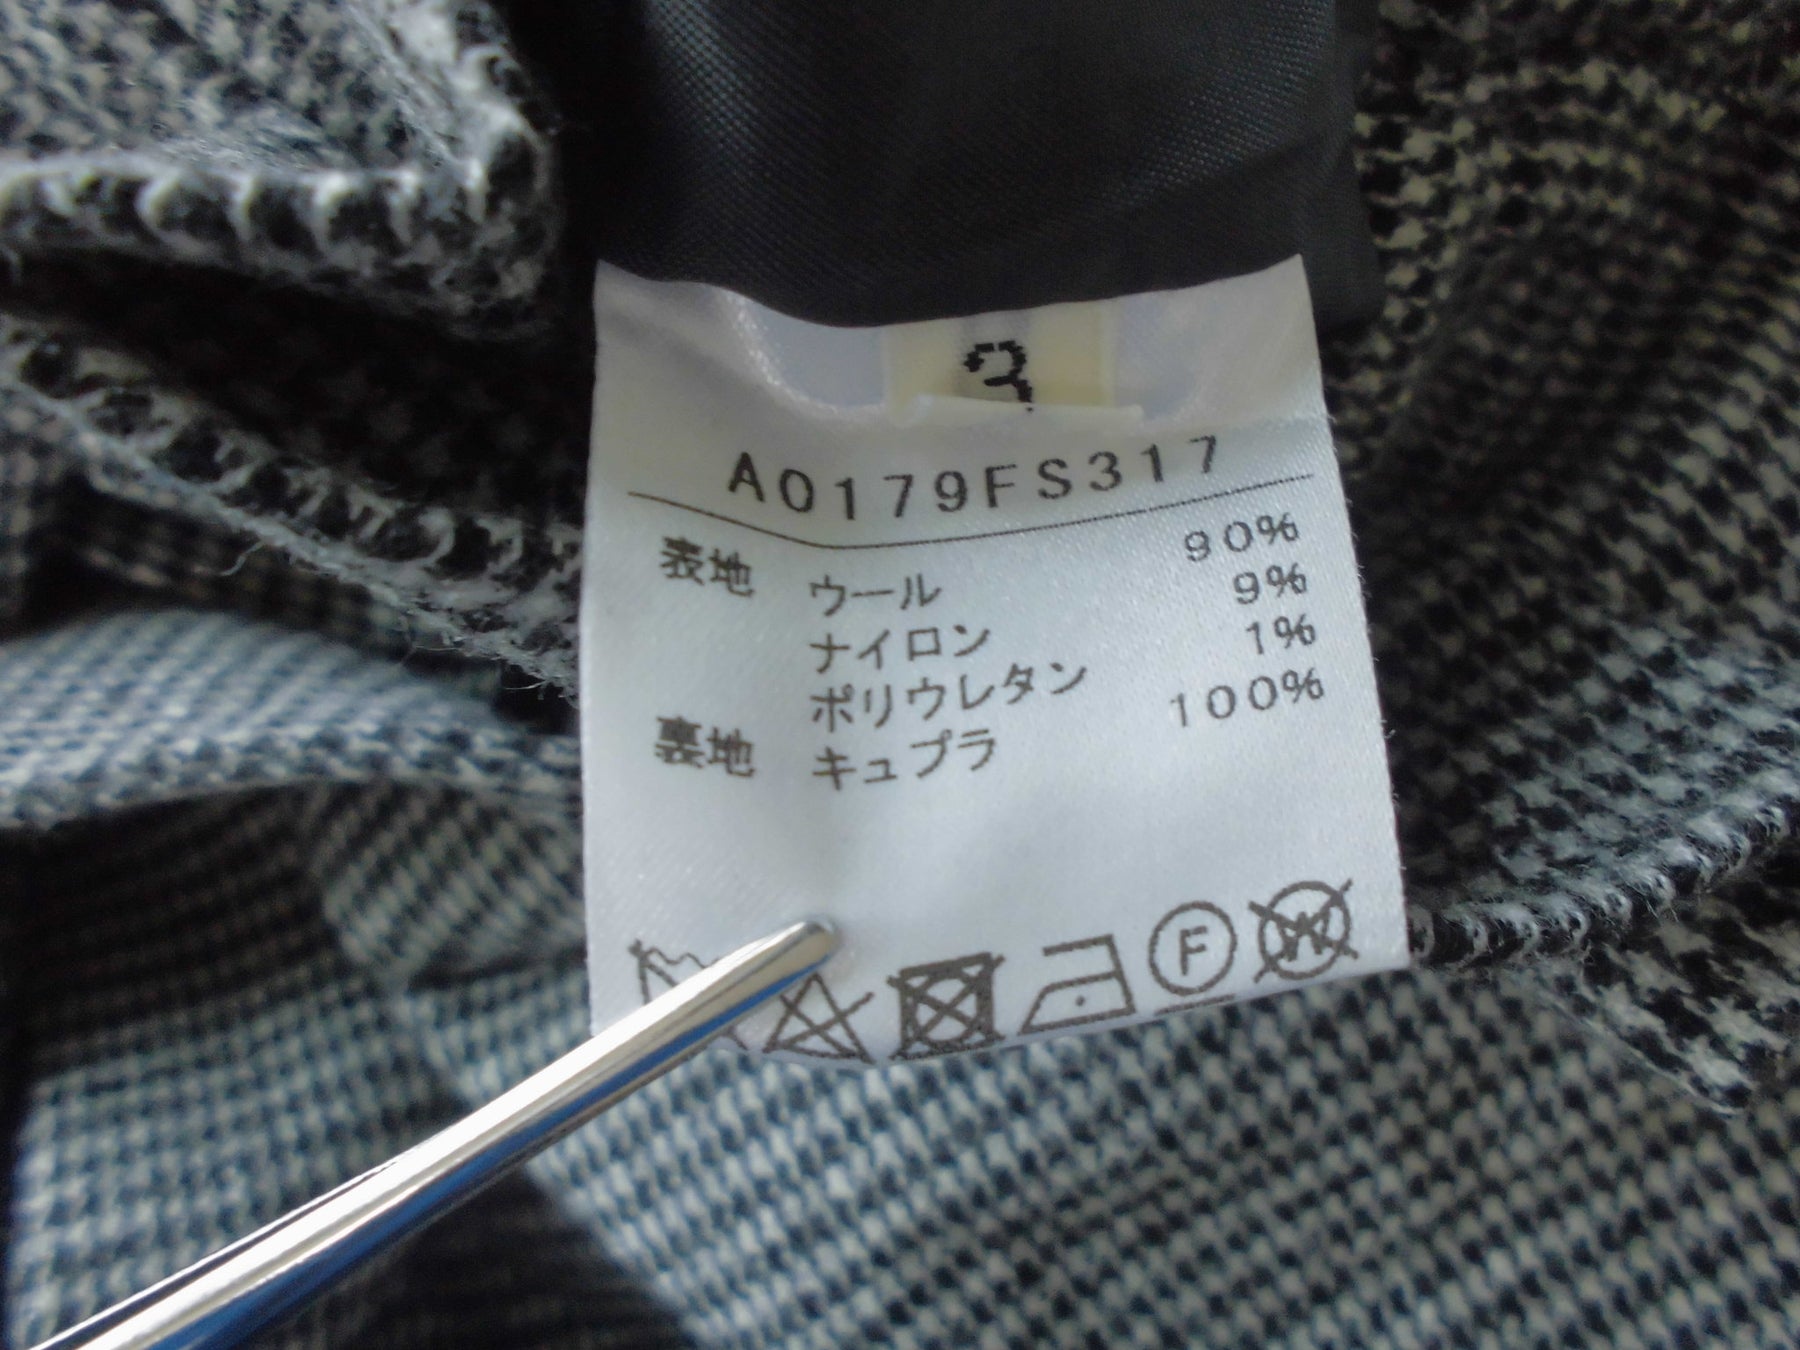 3
A0179FS317
表地 ウール 90%
ナイロン 9%
ポリウレタン 1%
裏地 キュプラ 100%
F W